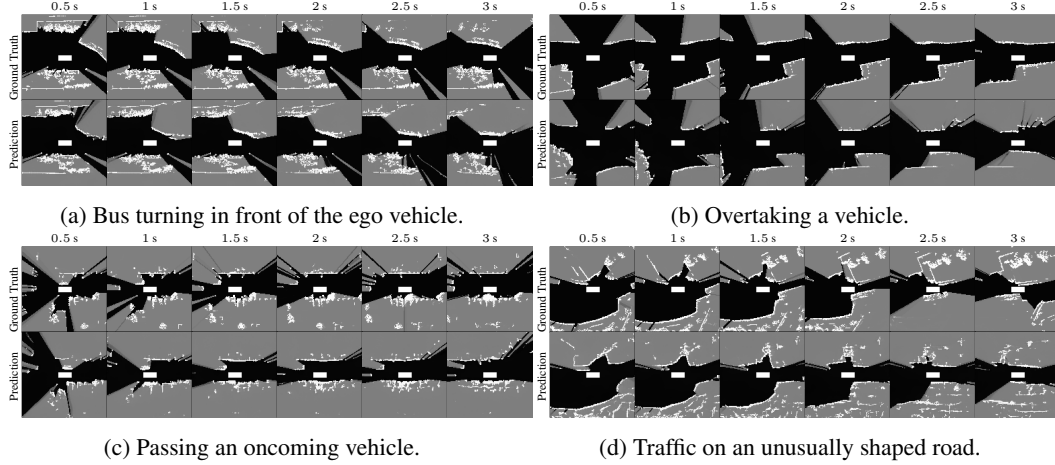 0.5 s 1 s 1.5 s 2 s 2.5 s 3 s
Ground Truth
Prediction
(a) Bus turning in front of the ego vehicle.
0.5 s 1 s 1.5 s 2 s 2.5 s 3 s
Ground Truth
Prediction
(b) Overtaking a vehicle.
0.5 s 1 s 1.5 s 2 s 2.5 s 3 s
Ground Truth
Prediction
(c) Passing an oncoming vehicle.
0.5 s 1 s 1.5 s 2 s 2.5 s 3 s
Ground Truth
Prediction
(d) Traffic on an unusually shaped road.